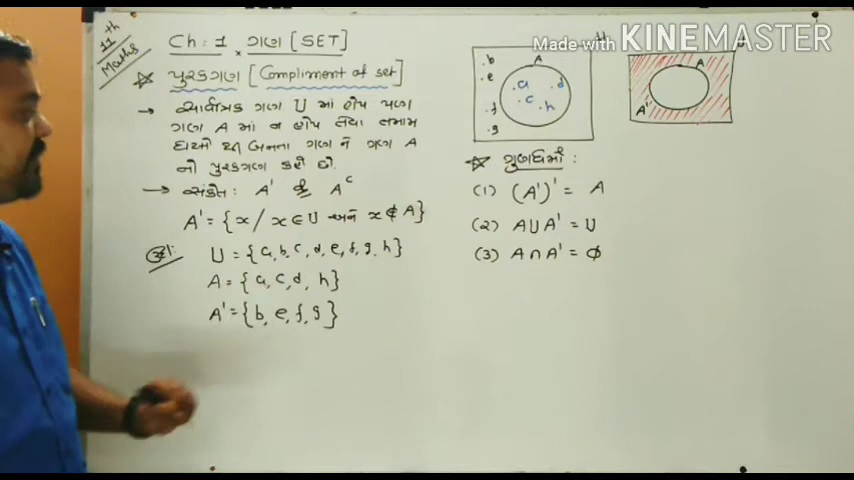 11th Maths
Ch: 1 × ગણ [SET]
પુરકગણ [Compliment of set]
→ સાર્વત્રિક ગણ U માં હોય પણ
ગણ A માં ન હોય તેવા તમામ
ઘટકો થી બનતા ગણ ને ગણ A
નો પુરકગણ કહે છે.
→ સંકેત: A' કે A^c
A' = {x / x ∈ U અને x ∉ A}
U = {a, b, c, d, e, f, g, h}
A = {a, c, d, h}
A' = {b, e, f, g}
Made with KINEMASTER
U
A
.b
.e
.f
.g
.a
.d
.c
.h
U
A
A'
ગુણધર્મો :
(1) (A')' = A
(2) A∪A' = U
(3) A∩A' = ϕ